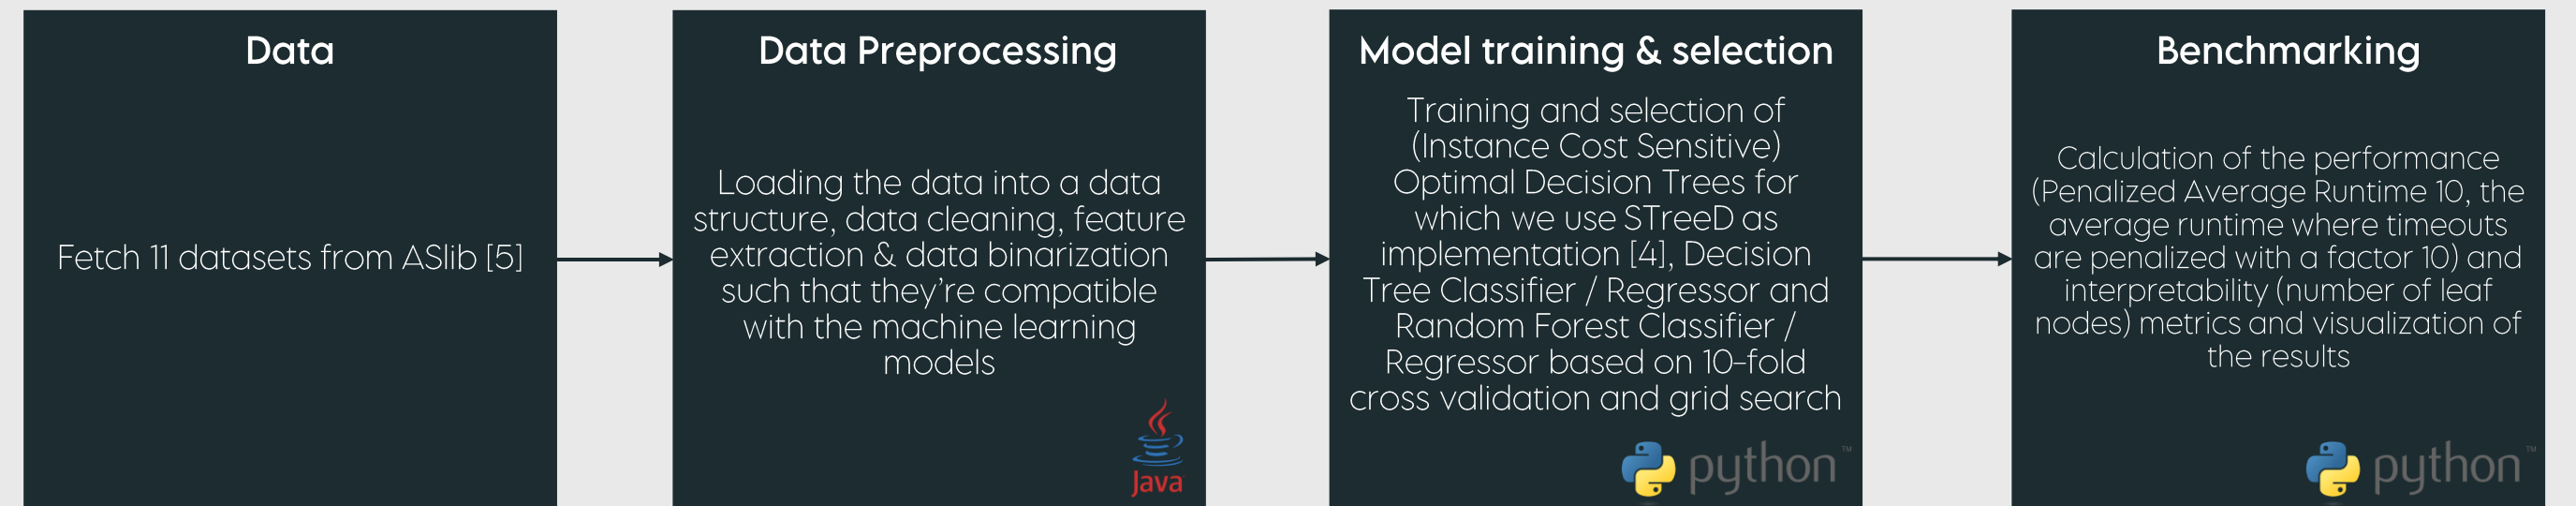 Data
Fetch 11 datasets from ASlib [5]
Data Preprocessing
Loading the data into a data
structure, data cleaning, feature
extraction & data binarization
such that they're compatible
with the machine learning
models
Java
Model training & selection
Training and selection of
(Instance Cost Sensitive)
Optimal Decision Trees for
which we use STreeD as
implementation [4], Decision
Tree Classifier / Regressor and
Random Forest Classifier /
Regressor based on 10-fold
cross validation and grid search
python™
Benchmarking
Calculation of the performance
(Penalized Average Runtime 10, the
average runtime where timeouts
are penalized with a factor 10) and
interpretability (number of leaf
nodes) metrics and visualization of
the results
python™